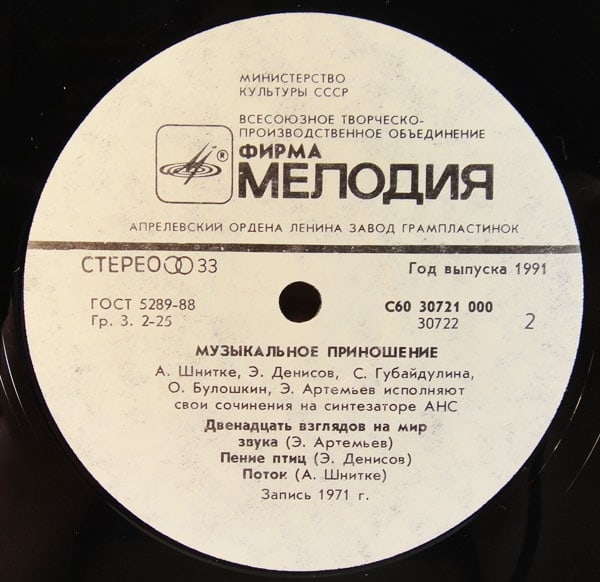 МИНИСТЕРСТВО
КУЛЬТУРЫ СССР
ВСЕСОЮЗНОЕ ТВОРЧЕСКО-
ПРОИЗВОДСТВЕННОЕ ОБЪЕДИНЕНИЕ
®
ФИРМА
МЕЛОДИЯ
АПРЕЛЕВСКИЙ ОРДЕНА ЛЕНИНА ЗАВОД ГРАМПЛАСТИНОК
СТЕРЕО 33
Год выпуска 1991
ГОСТ 5289-88
Гр. 3. 2-25
С60 30721 000
30722
2
МУЗЫКАЛЬНОЕ ПРИНОШЕНИЕ
А. Шнитке, Э. Денисов, С. Губайдулина,
О. Булошкин, Э. Артемьев исполняют
свои сочинения на синтезаторе АНС
Двенадцать взглядов на мир
звука (Э. Артемьев)
Пение птиц (Э. Денисов)
Поток (А. Шнитке)
Запись 1971 г.